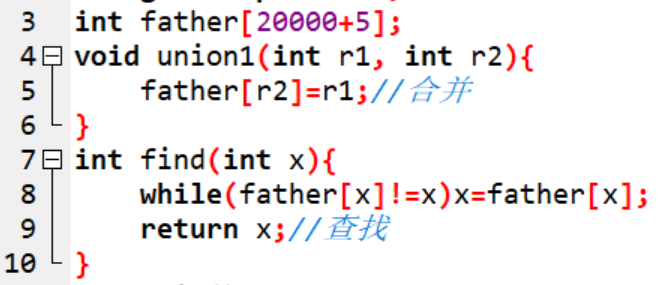 3 int father[20000+5];
4 void union1(int r1, int r2){
5 father[r2]=r1;//合并
6 }
7 int find(int x){
8 while(father[x]!=x)x=father[x];
9 return x;//查找
10 }